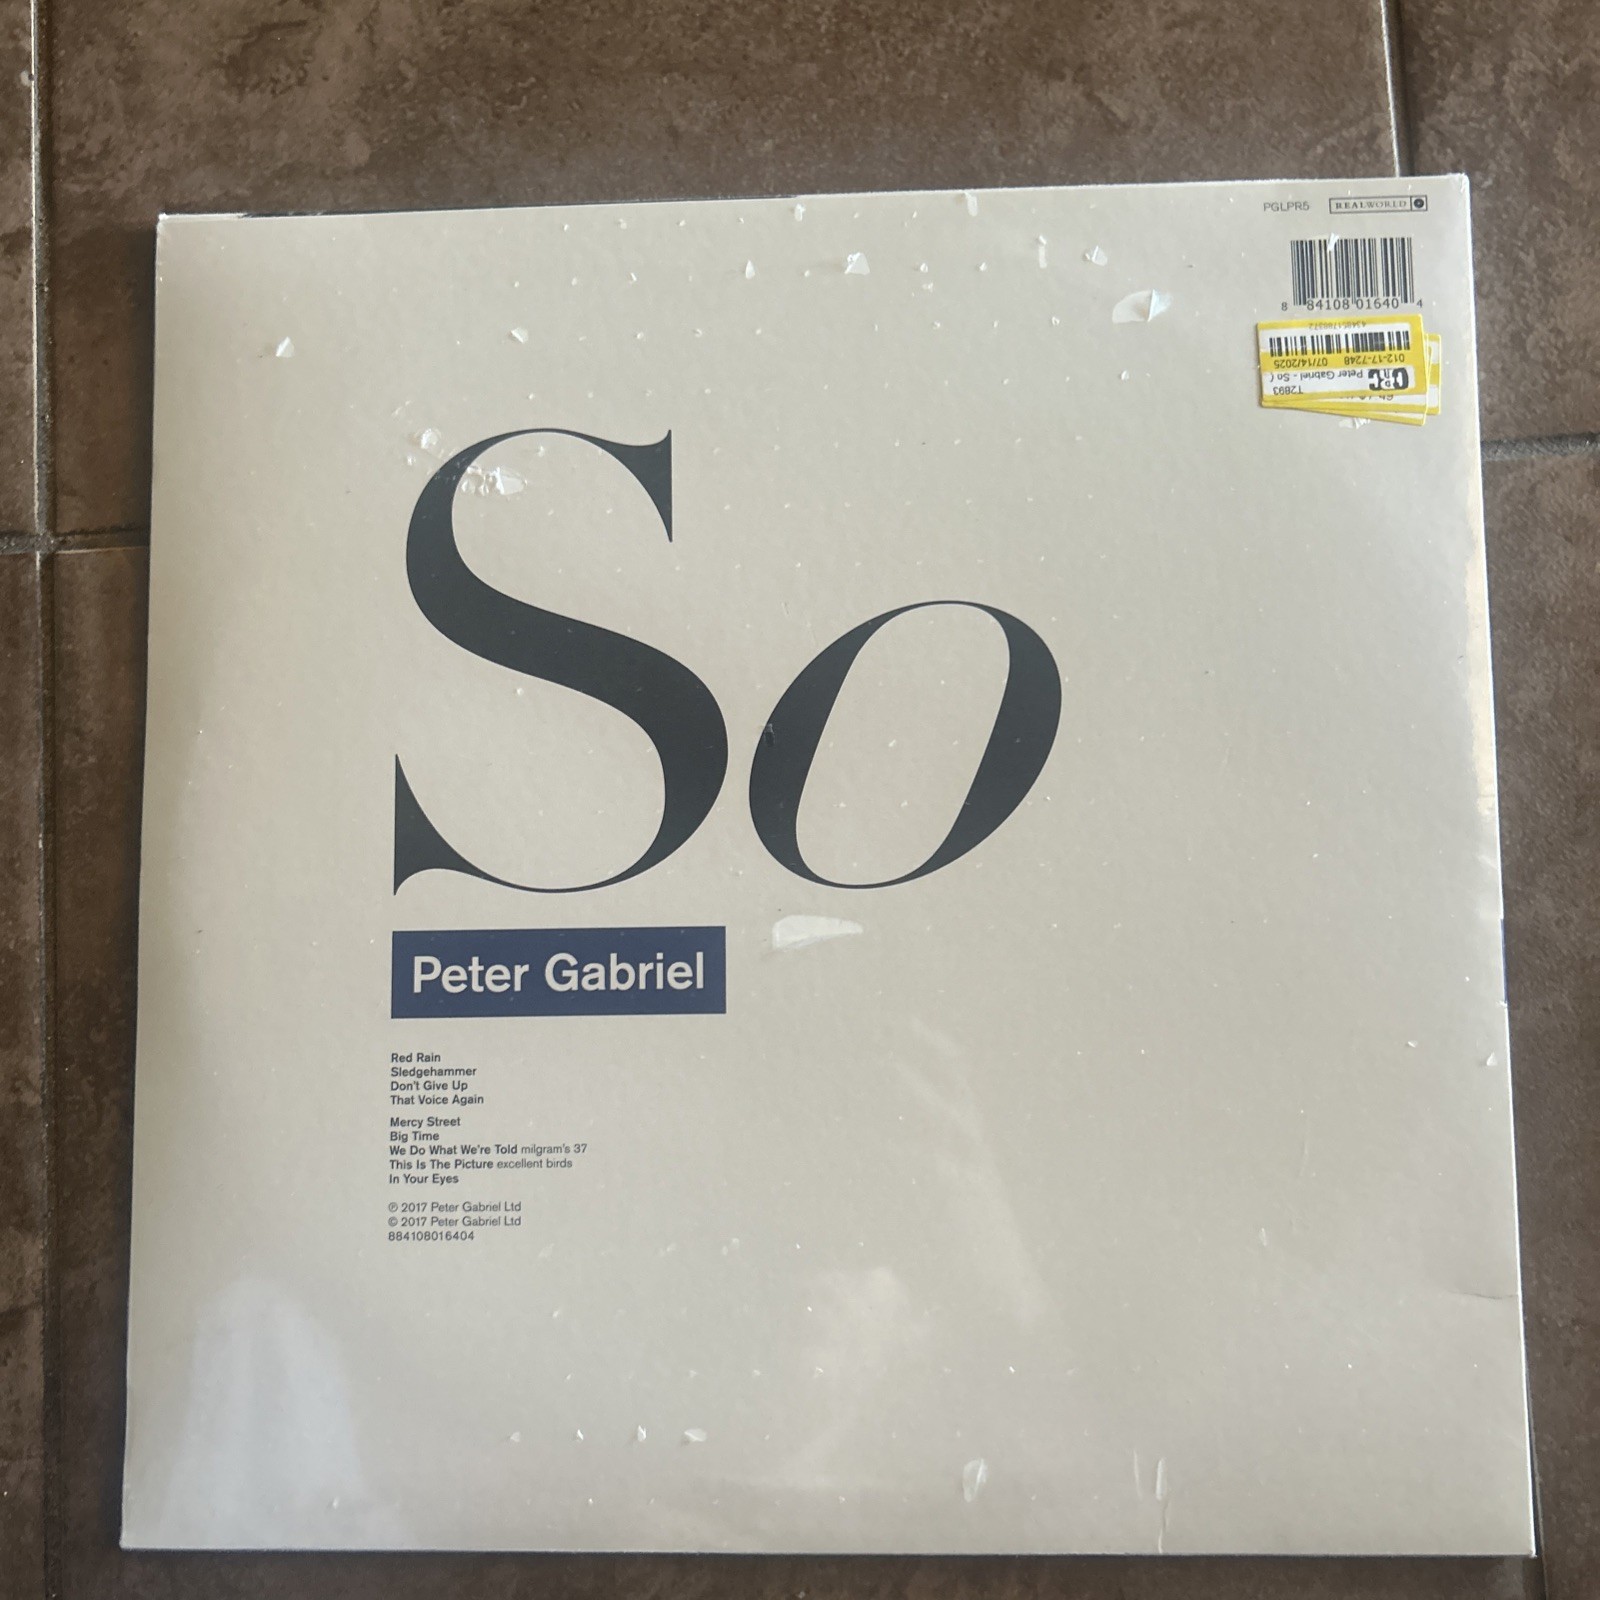 PGLPR5 REALWORLD
8 84108 01640 4
434951798572
012-17-7248 07/14/2025
Peter Gabriel - So (
T2893
So
Peter Gabriel
Red Rain
Sledgehammer
Don't Give Up
That Voice Again
Mercy Street
Big Time
We Do What We're Told milgram's 37
This Is The Picture excellent birds
In Your Eyes
℗ 2017 Peter Gabriel Ltd
© 2017 Peter Gabriel Ltd
884108016404